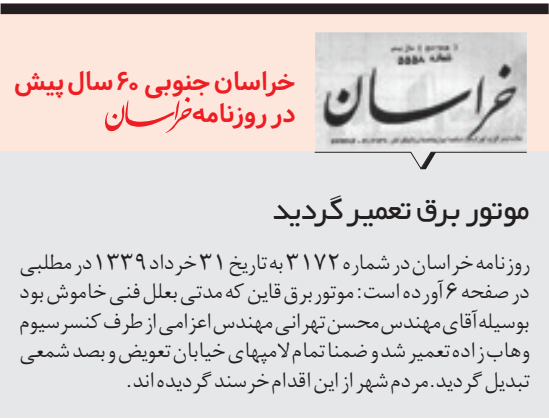 خراسان جنوبی ۶۰ سال پیش
در روزنامه خراسان
شماره ۵۵۵۸
خراسان
موتور برق تعمیر گردید
روزنامه خراسان در شماره ۳۱۷۲ به تاریخ ۳۱ خرداد ۱۳۳۹ در مطلبی
در صفحه ۶ آورده است: موتور برق قاین که مدتی بعلل فنی خاموش بود
بوسیله آقای مهندس محسن تهرانی مهندس اعزامی از طرف کنسرسیوم
وهاب زاده تعمیر شد و ضمنا تمام لامپهای خیابان تعویض و بصد شمعی
تبدیل گردید. مردم شهر از این اقدام خرسند گردیده اند.